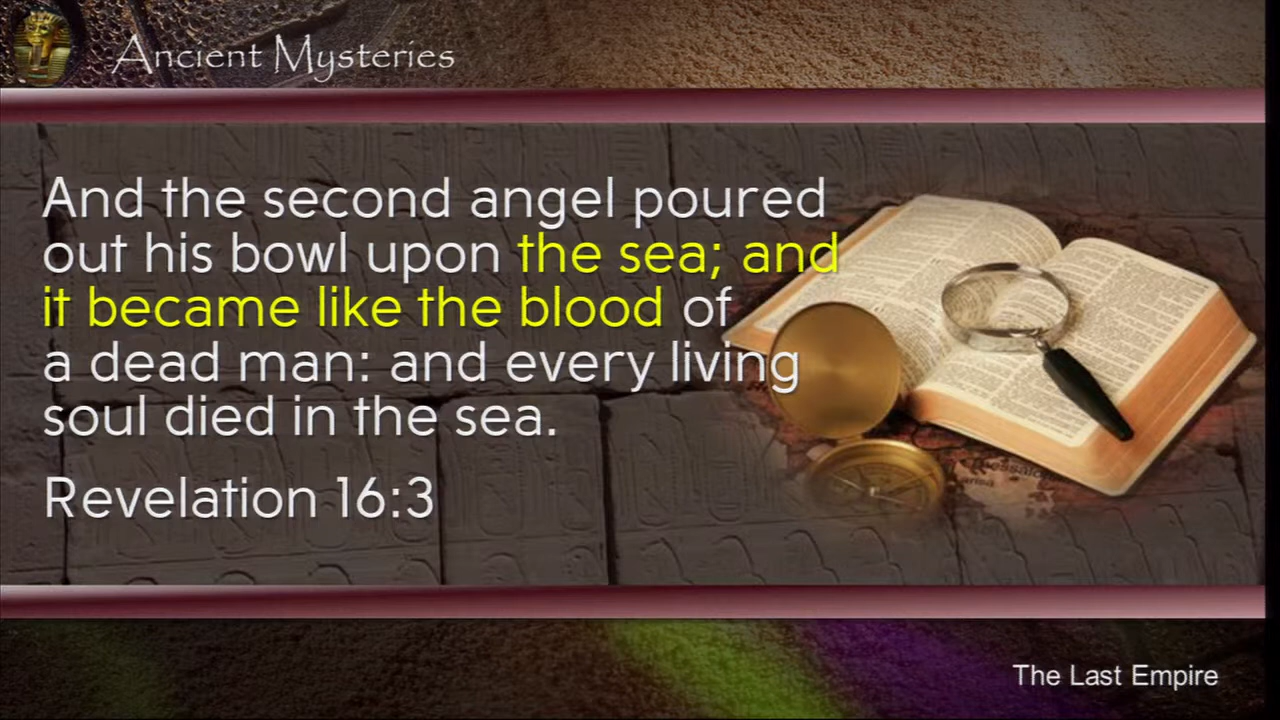 Ancient Mysteries
And the second angel poured
out his bowl upon the sea; and
it became like the blood of
a dead man: and every living
soul died in the sea.
Revelation 16:3
The Last Empire